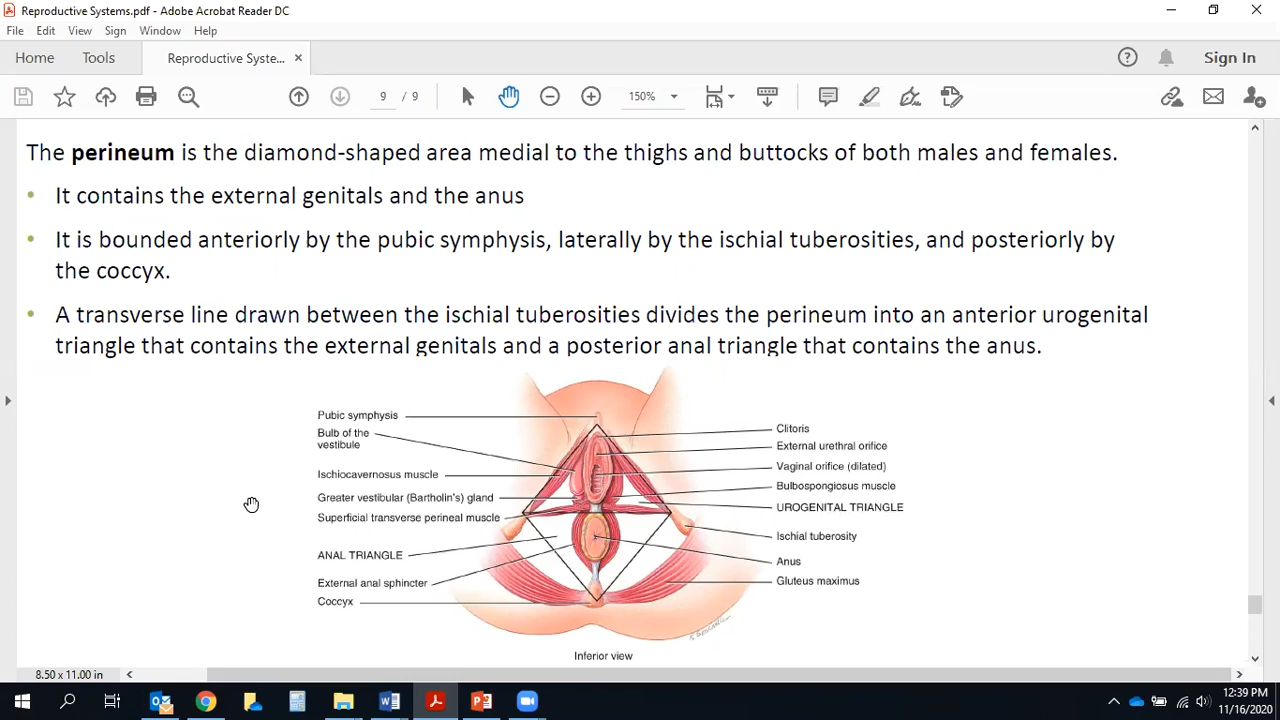 Reproductive Systems.pdf - Adobe Acrobat Reader DC
File Edit View Sign Window Help
Home Tools Reproductive Syste... × Sign In
9 / 9 150%
The perineum is the diamond-shaped area medial to the thighs and buttocks of both males and females.
• It contains the external genitals and the anus
• It is bounded anteriorly by the pubic symphysis, laterally by the ischial tuberosities, and posteriorly by
the coccyx.
• A transverse line drawn between the ischial tuberosities divides the perineum into an anterior urogenital
triangle that contains the external genitals and a posterior anal triangle that contains the anus.
Pubic symphysis
Bulb of the
vestibule
Ischiocavernosus muscle
Greater vestibular (Bartholin's) gland
Superficial transverse perineal muscle
ANAL TRIANGLE
External anal sphincter
Coccyx
Clitoris
External urethral orifice
Vaginal orifice (dilated)
Bulbospongiosus muscle
UROGENITAL TRIANGLE
Ischial tuberosity
Anus
Gluteus maximus
Inferior view
8.50 x 11.00 in
12:39 PM
11/16/2020